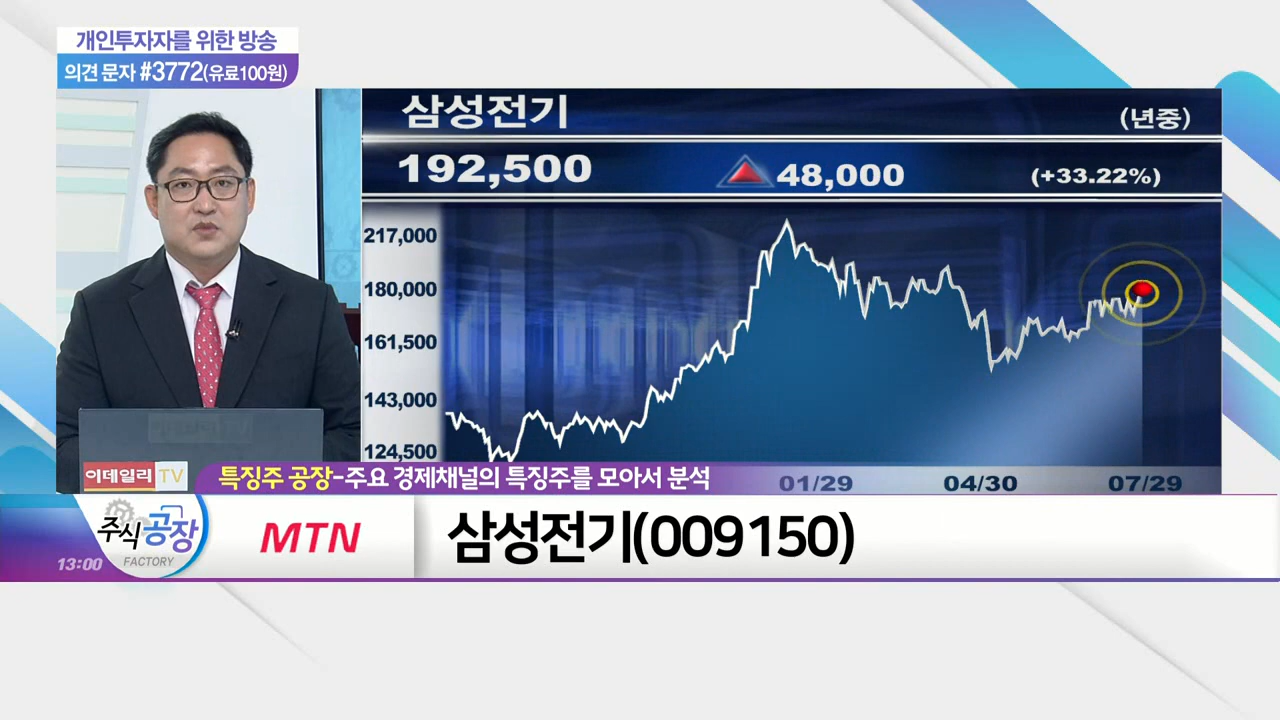 개인투자자를 위한 방송
의견 문자 #3772(유료100원)
삼성전기
(년중)
192,500
48,000
(+33.22%)
217,000
180,000
161,500
143,000
124,500
01/29
04/30
07/29
이데일리 TV
특징주 공장-주요 경제채널의 특징주를 모아서 분석
주식공장
FACTORY
13:00
MTN
삼성전기(009150)